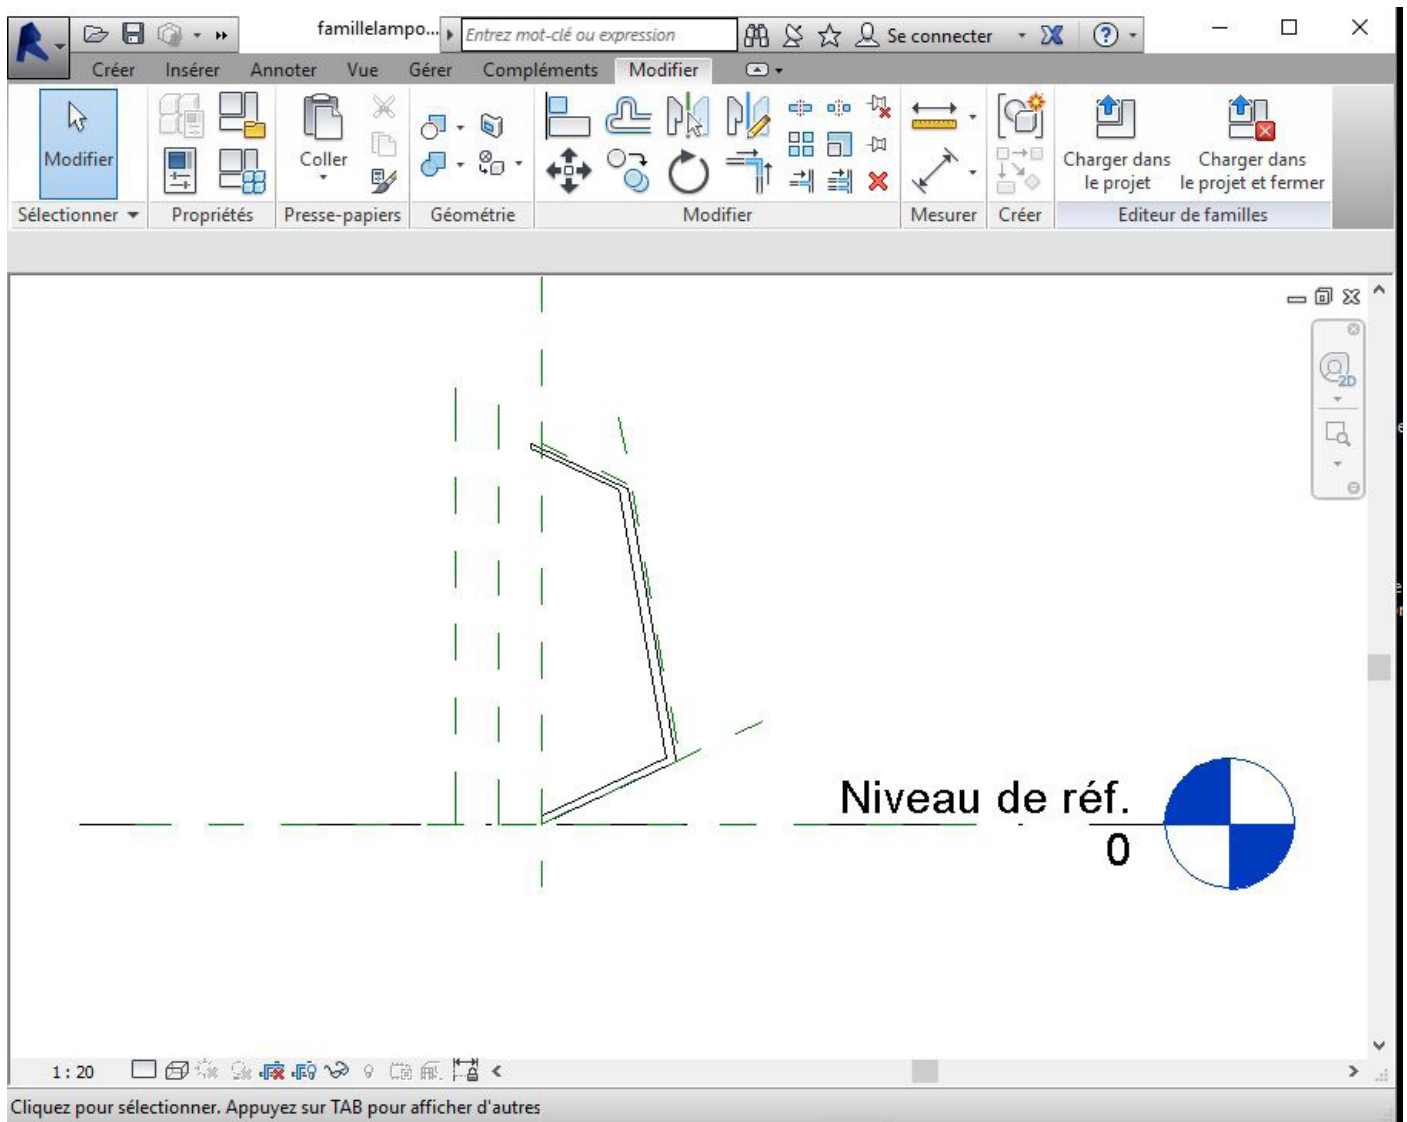 famillelampo...
Entrez mot-clé ou expression
Se connecter
Créer Insérer Annoter Vue Gérer Compléments Modifier
Modifier
Coller
Charger dans
le projet
Charger dans
le projet et fermer
Sélectionner Propriétés Presse-papiers Géométrie Modifier Mesurer Créer Editeur de familles
2D
Niveau de réf.
0
1 : 20
Cliquez pour sélectionner. Appuyez sur TAB pour afficher d'autres